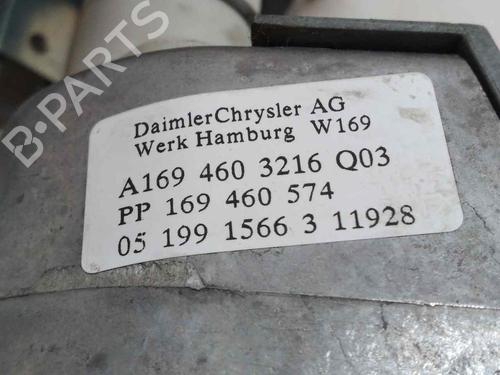 B-PARTS
DaimlerChrysler AG
Werk Hamburg W169
A169 460 3216 Q03
PP 169 460 574
05 199 1566 3 11928